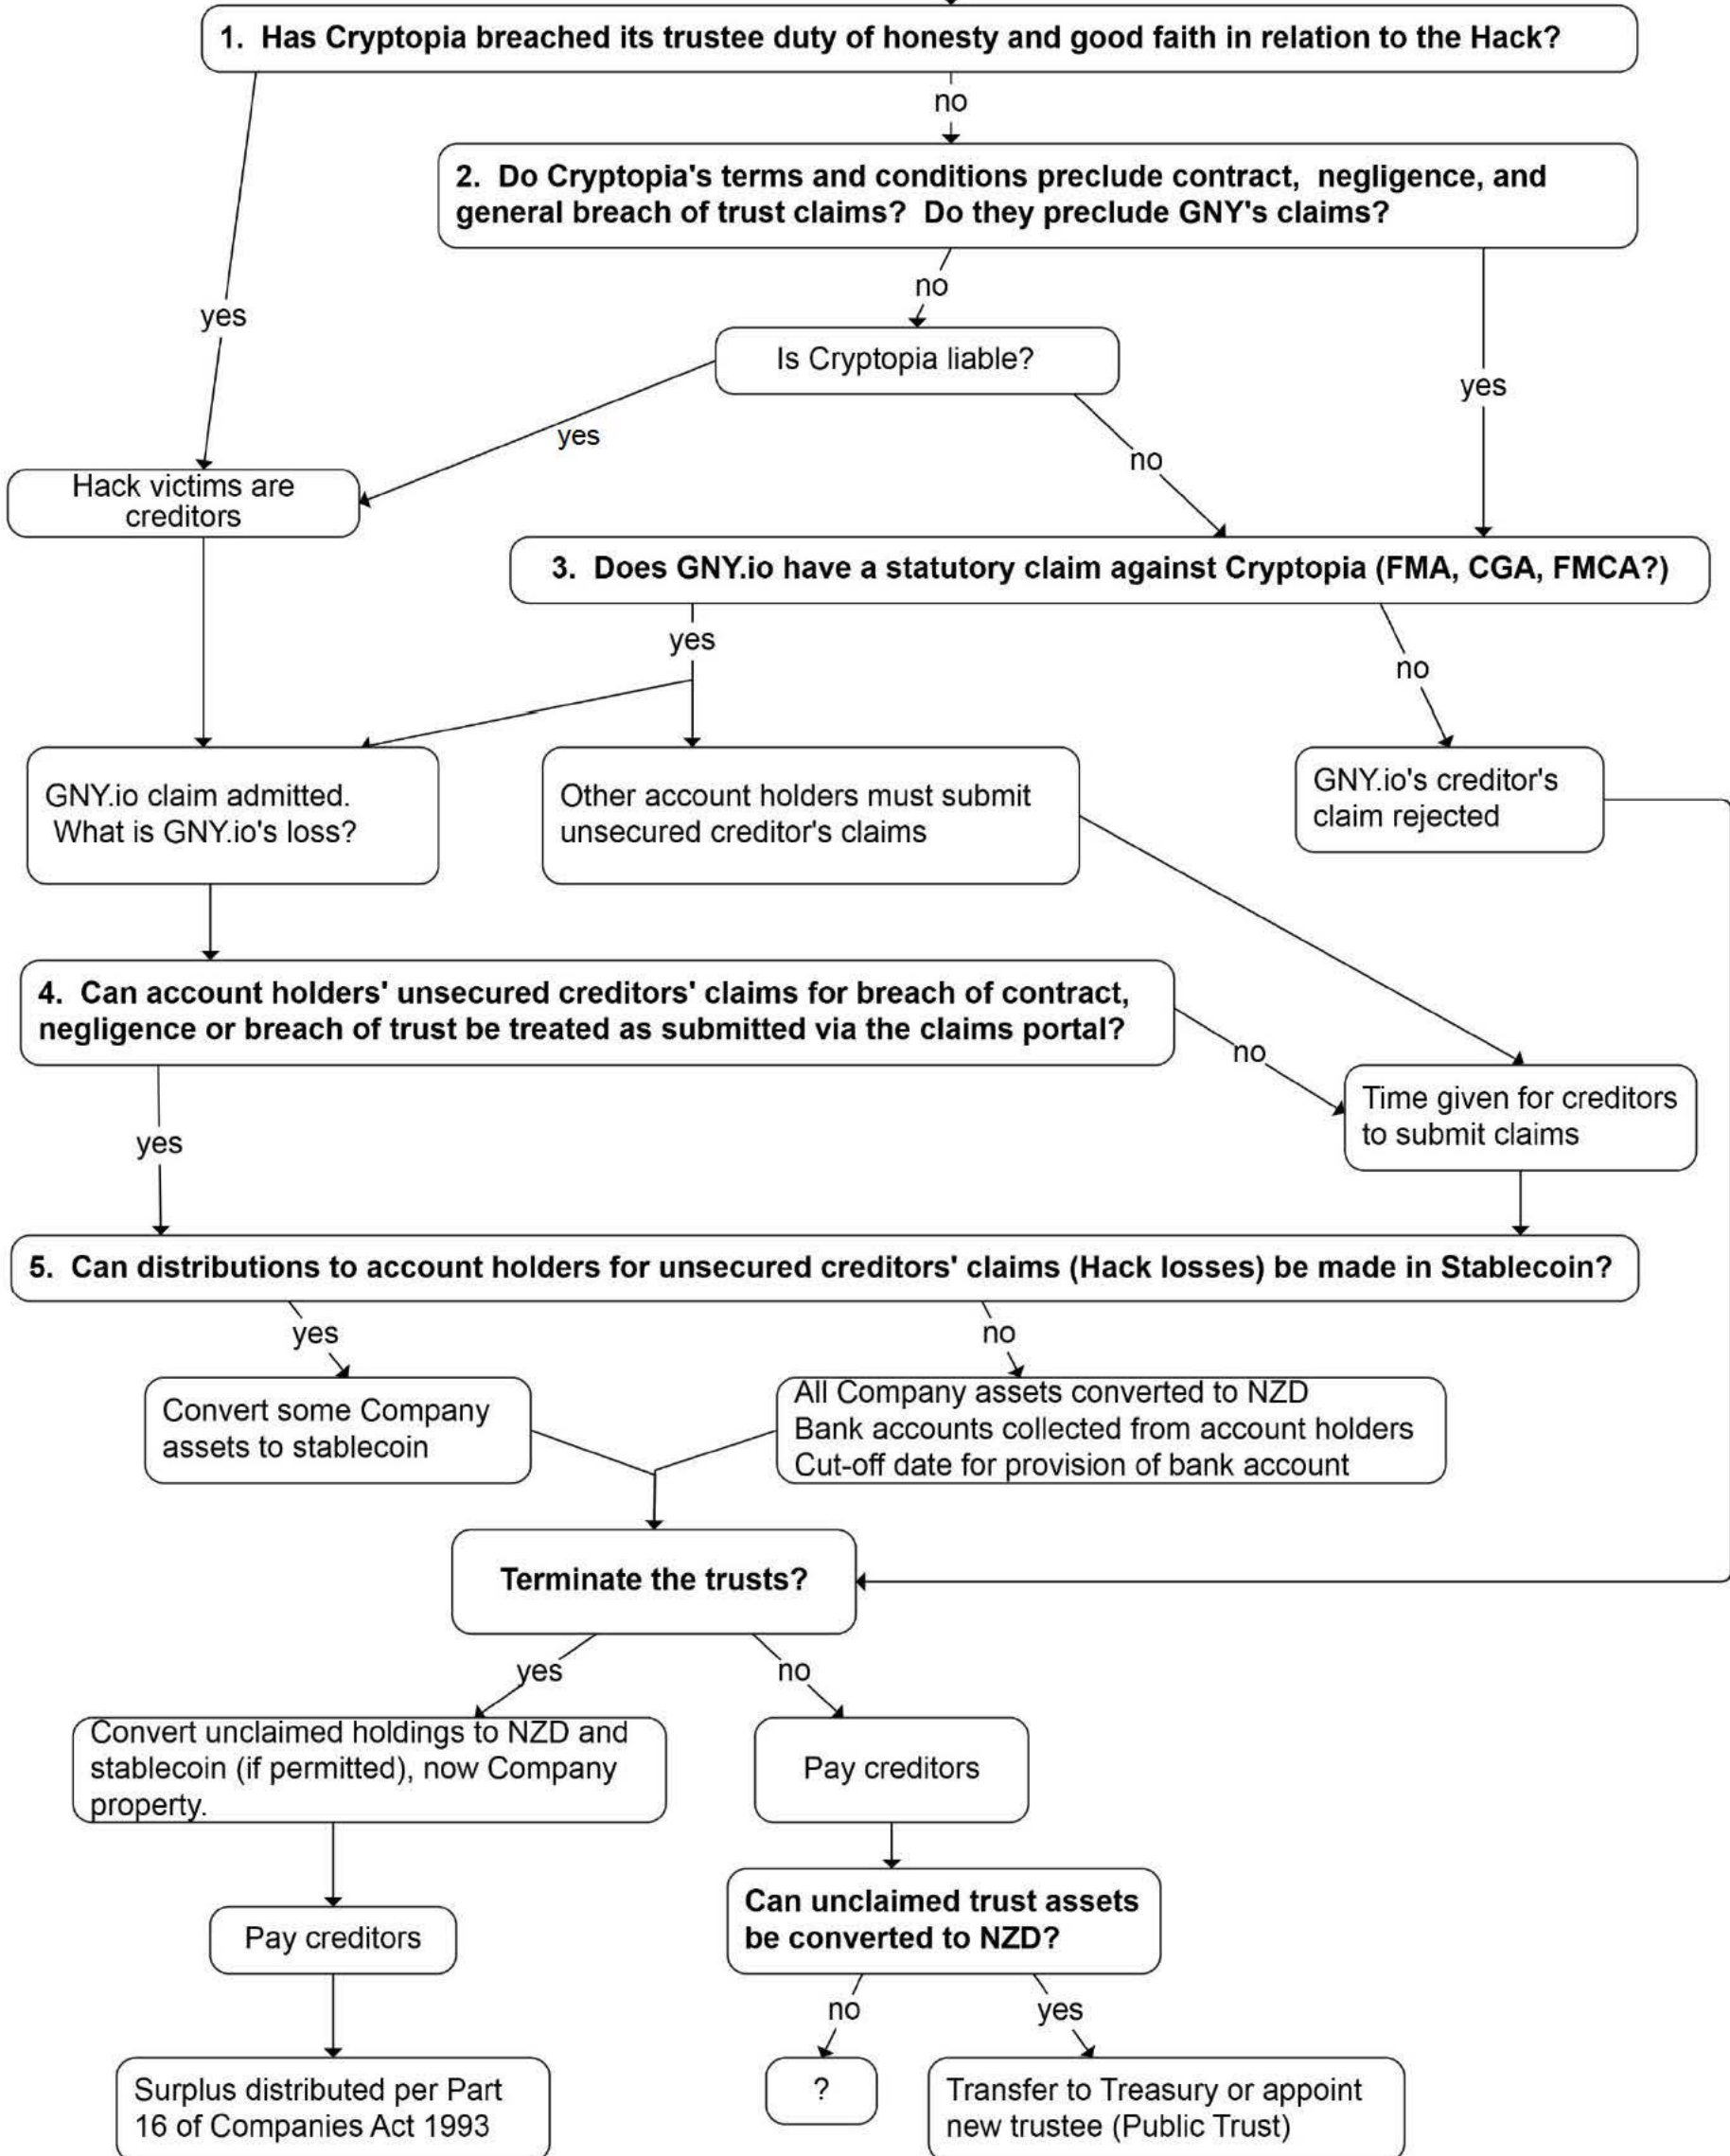 1. Has Cryptopia breached its trustee duty of honesty and good faith in relation to the Hack?
no
2. Do Cryptopia's terms and conditions preclude contract, negligence, and
general breach of trust claims? Do they preclude GNY's claims?
no
yes
Is Cryptopia liable?
yes
yes
no
Hack victims are
creditors
3. Does GNY.io have a statutory claim against Cryptopia (FMA, CGA, FMCA?)
yes
no
GNY.io claim admitted.
What is GNY.io's loss?
Other account holders must submit
unsecured creditor's claims
GNY.io's creditor's
claim rejected
4. Can account holders' unsecured creditors' claims for breach of contract,
negligence or breach of trust be treated as submitted via the claims portal?
no
Time given for creditors
to submit claims
yes
5. Can distributions to account holders for unsecured creditors' claims (Hack losses) be made in Stablecoin?
yes
no
Convert some Company
assets to stablecoin
All Company assets converted to NZD
Bank accounts collected from account holders
Cut-off date for provision of bank account
Terminate the trusts?
yes
no
Convert unclaimed holdings to NZD and
stablecoin (if permitted), now Company
property.
Pay creditors
Can unclaimed trust assets
be converted to NZD?
Pay creditors
no
yes
Surplus distributed per Part
16 of Companies Act 1993
?
Transfer to Treasury or appoint
new trustee (Public Trust)